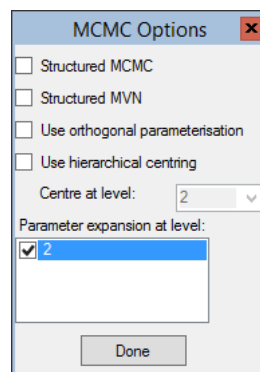 MCMC Options
Structured MCMC
Structured MVN
Use orthogonal parameterisation
Use hierarchical centring
Centre at level: 2
Parameter expansion at level:
2
Done